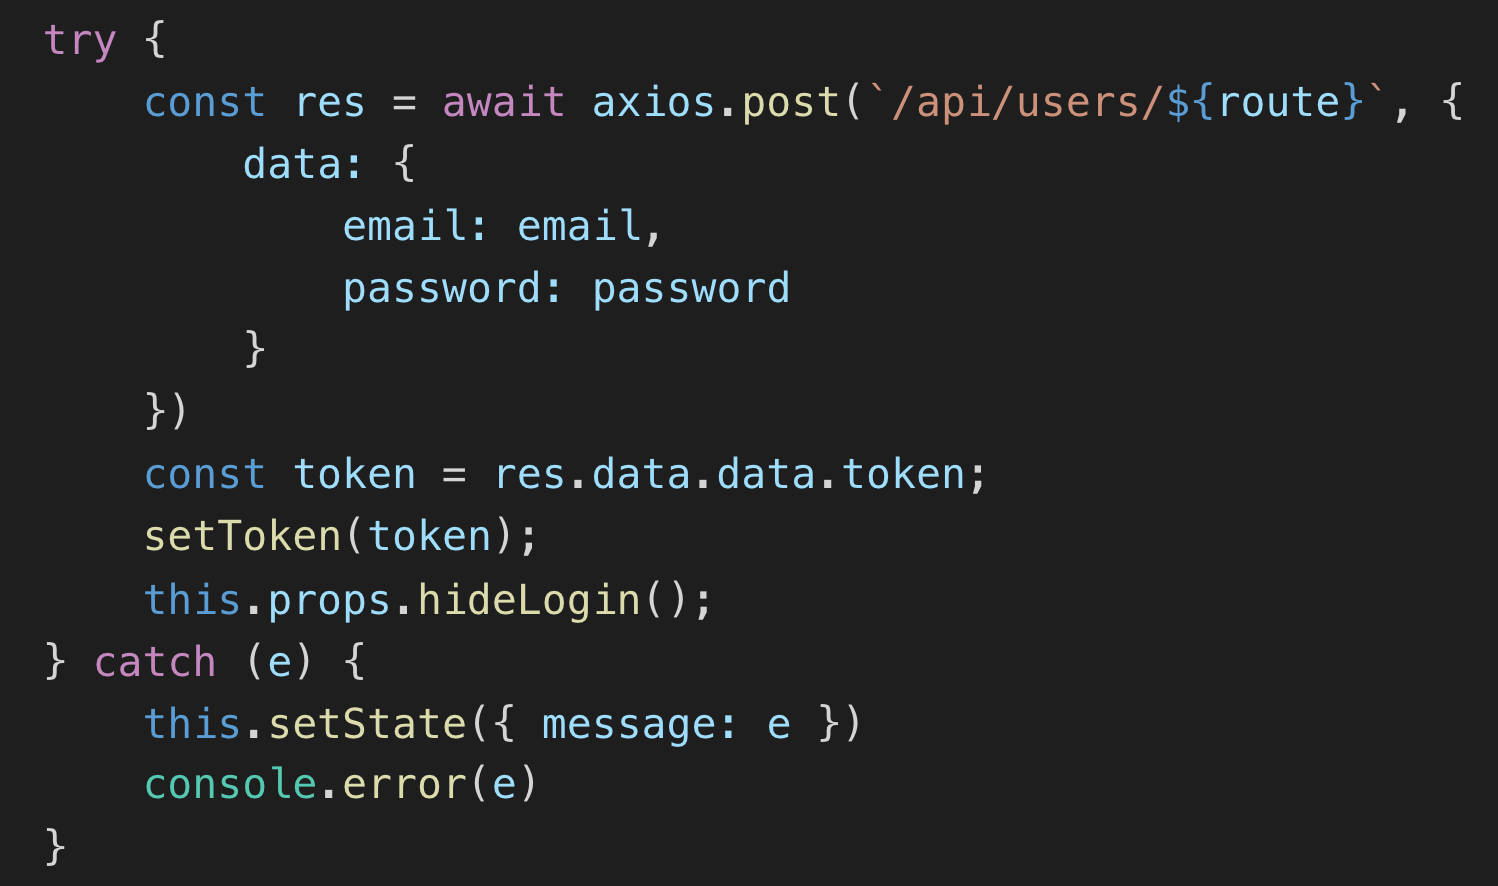 try {
    const res = await axios.post(`/api/users/${route}`, {
        data: {
            email: email,
            password: password
        }
    })
    const token = res.data.data.token;
    setToken(token);
    this.props.hideLogin();
} catch (e) {
    this.setState({ message: e })
    console.error(e)
}